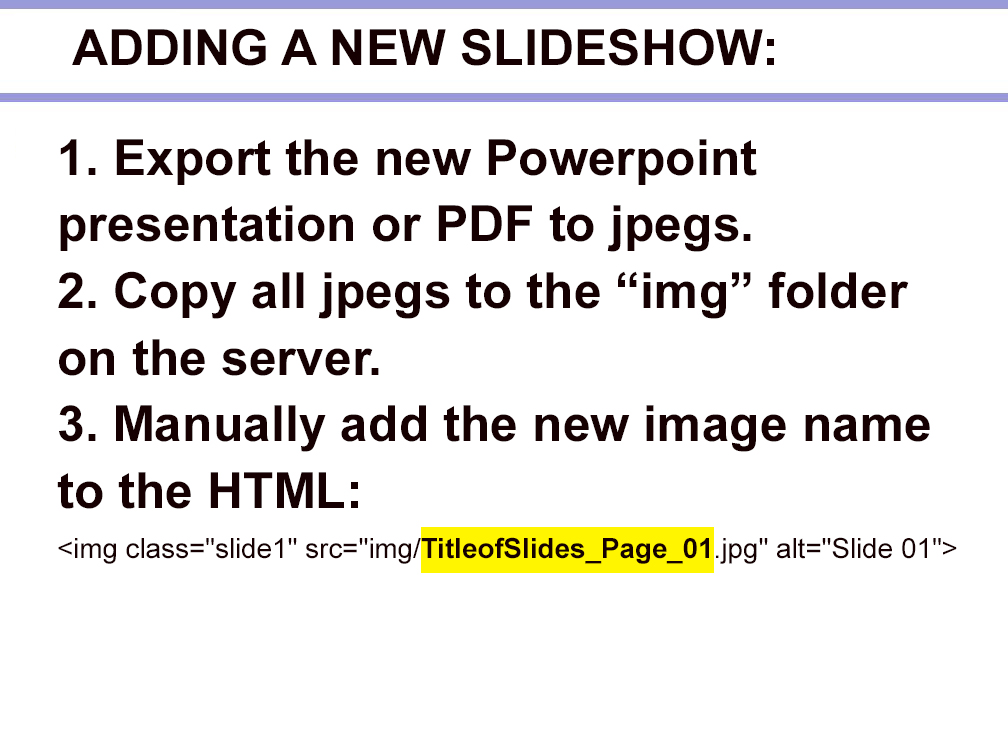 ADDING A NEW SLIDESHOW:
1. Export the new Powerpoint
presentation or PDF to jpegs.
2. Copy all jpegs to the “img” folder
on the server.
3. Manually add the new image name
to the HTML:
<img class="slide1" src="img/TitleofSlides_Page_01.jpg" alt="Slide 01">